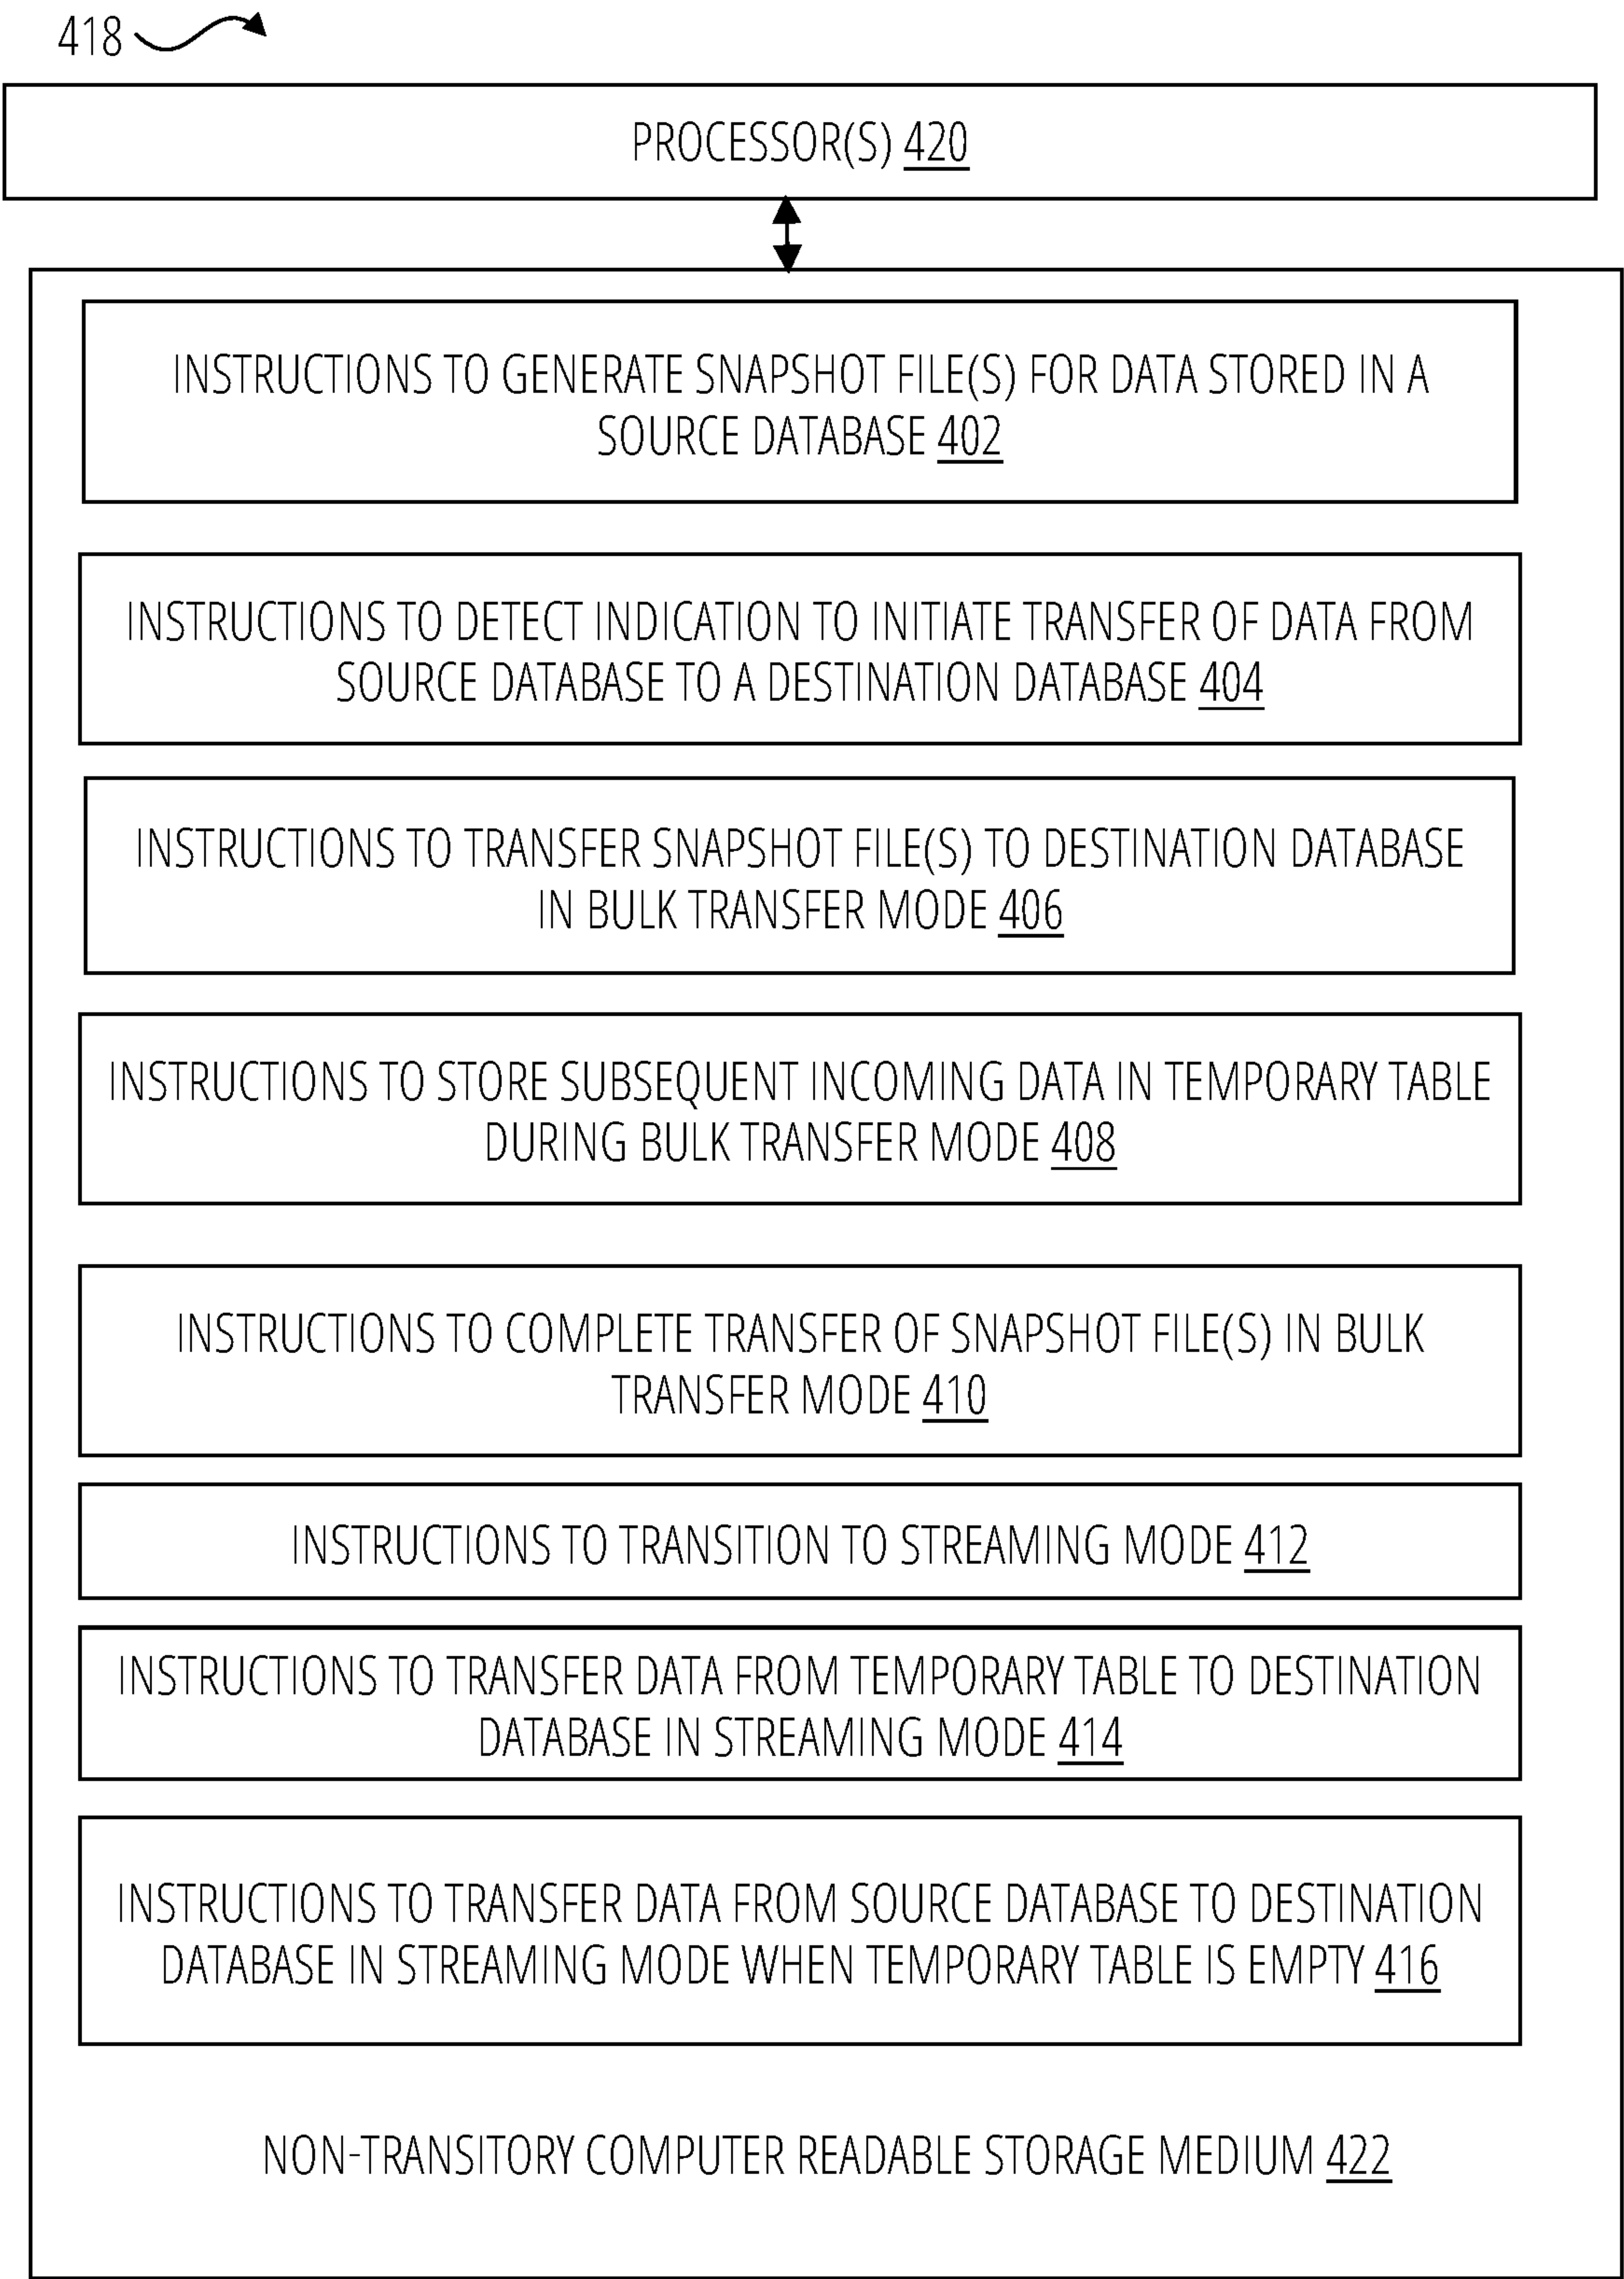 418
PROCESSOR(S) 420
INSTRUCTIONS TO GENERATE SNAPSHOT FILE(S) FOR DATA STORED IN A
SOURCE DATABASE 402
INSTRUCTIONS TO DETECT INDICATION TO INITIATE TRANSFER OF DATA FROM
SOURCE DATABASE TO A DESTINATION DATABASE 404
INSTRUCTIONS TO TRANSFER SNAPSHOT FILE(S) TO DESTINATION DATABASE
IN BULK TRANSFER MODE 406
INSTRUCTIONS TO STORE SUBSEQUENT INCOMING DATA IN TEMPORARY TABLE
DURING BULK TRANSFER MODE 408
INSTRUCTIONS TO COMPLETE TRANSFER OF SNAPSHOT FILE(S) IN BULK
TRANSFER MODE 410
INSTRUCTIONS TO TRANSITION TO STREAMING MODE 412
INSTRUCTIONS TO TRANSFER DATA FROM TEMPORARY TABLE TO DESTINATION
DATABASE IN STREAMING MODE 414
INSTRUCTIONS TO TRANSFER DATA FROM SOURCE DATABASE TO DESTINATION
DATABASE IN STREAMING MODE WHEN TEMPORARY TABLE IS EMPTY 416
NON-TRANSITORY COMPUTER READABLE STORAGE MEDIUM 422